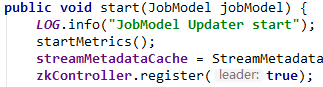 public void start(JobModel jobModel) {
LOG.info("JobModel Updater start");
startMetrics();
streamMetadataCache = StreamMetadata
zkController.register( leader: true);